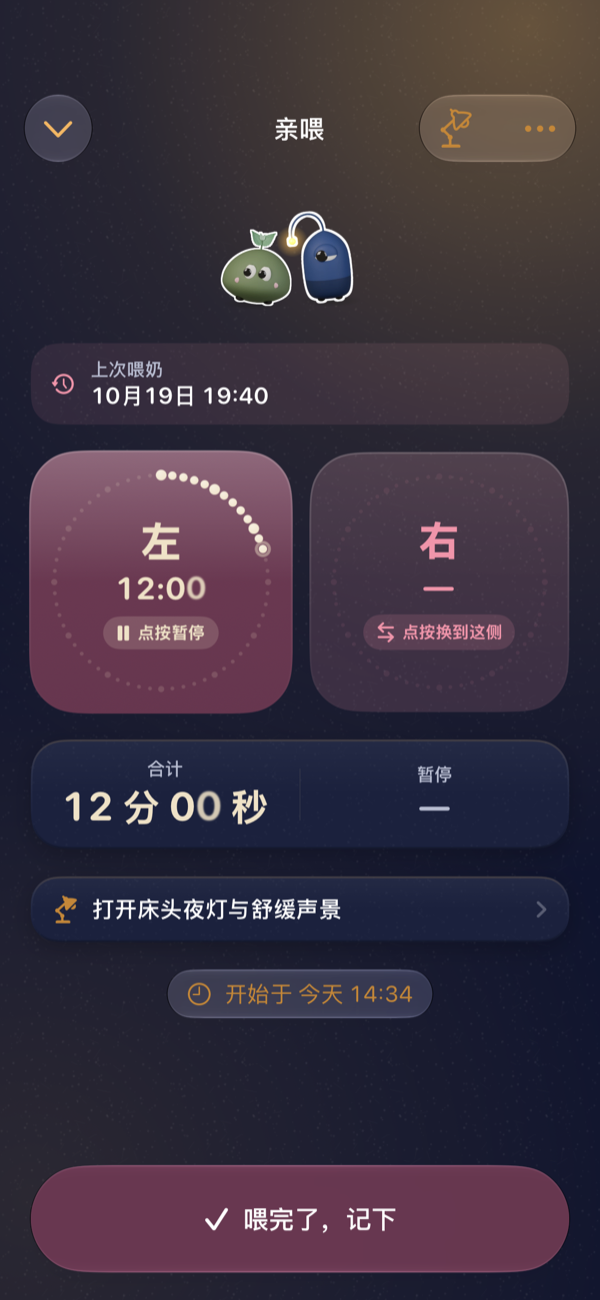 亲喂
上次喂奶
10月19日 19:40
左
12:00
点按暂停
右
—
点按换到这侧
合计
12 分 00 秒
暂停
—
打开床头夜灯与舒缓声景
开始于 今天 14:34
喂完了，记下